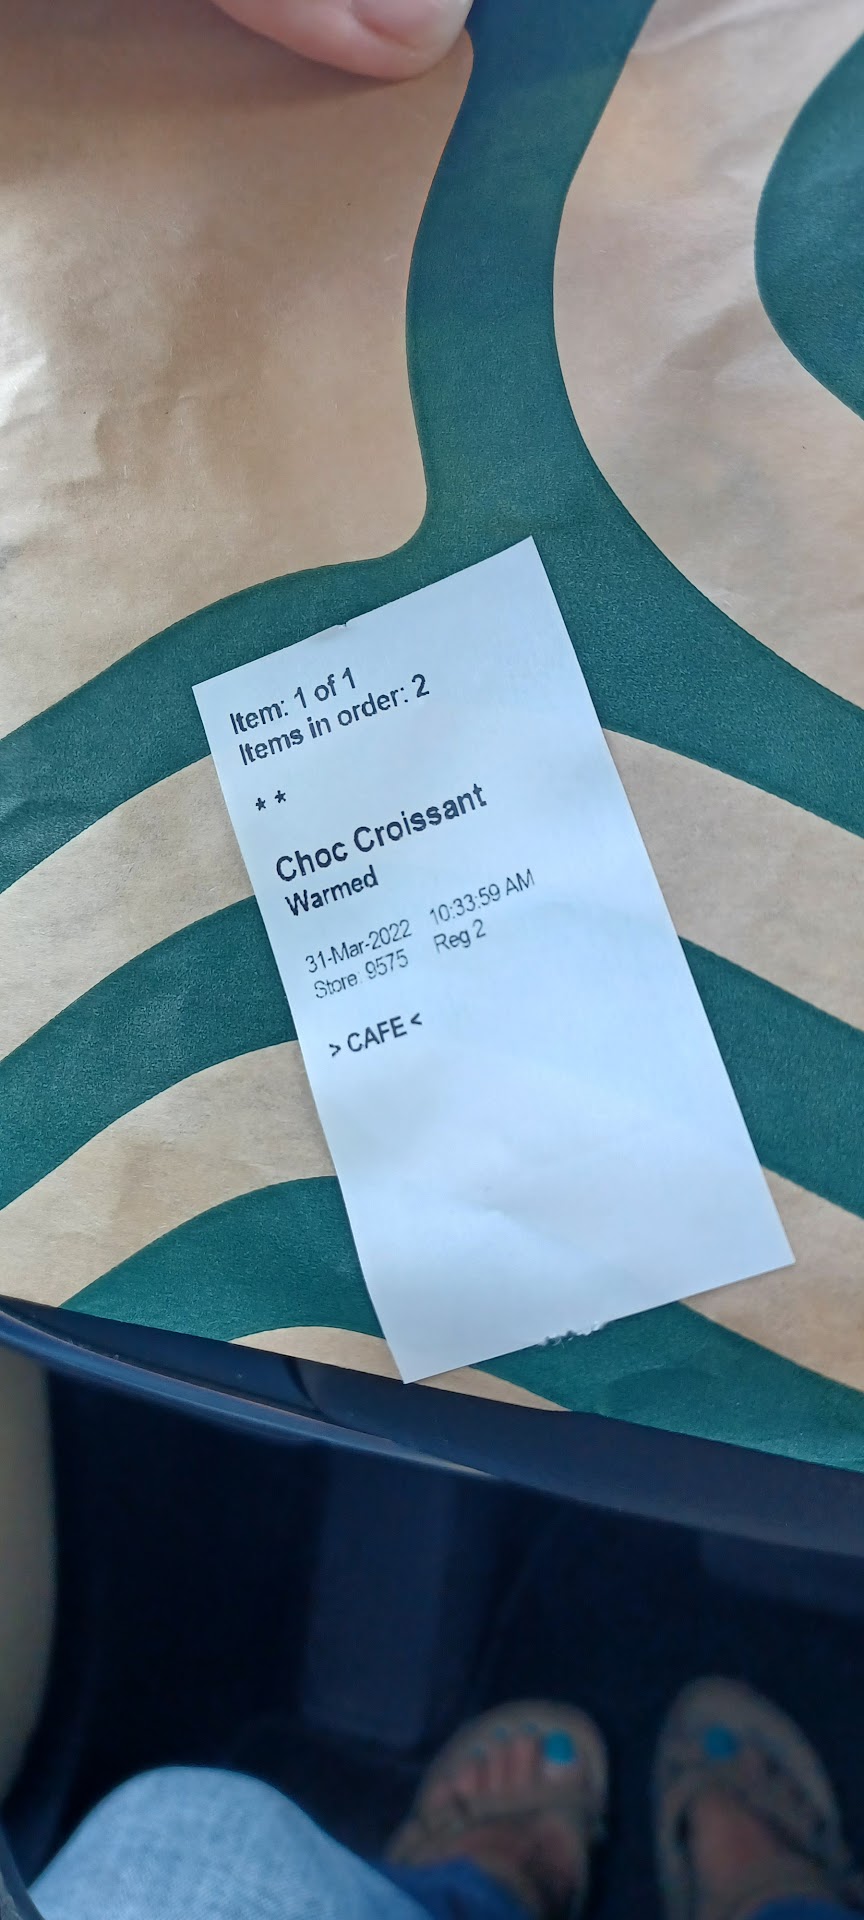 Item: 1 of 1
Items in order: 2
* *
Choc Croissant
Warmed
31-Mar-2022 10:33:59 AM
Store: 9575 Reg 2
> CAFE <